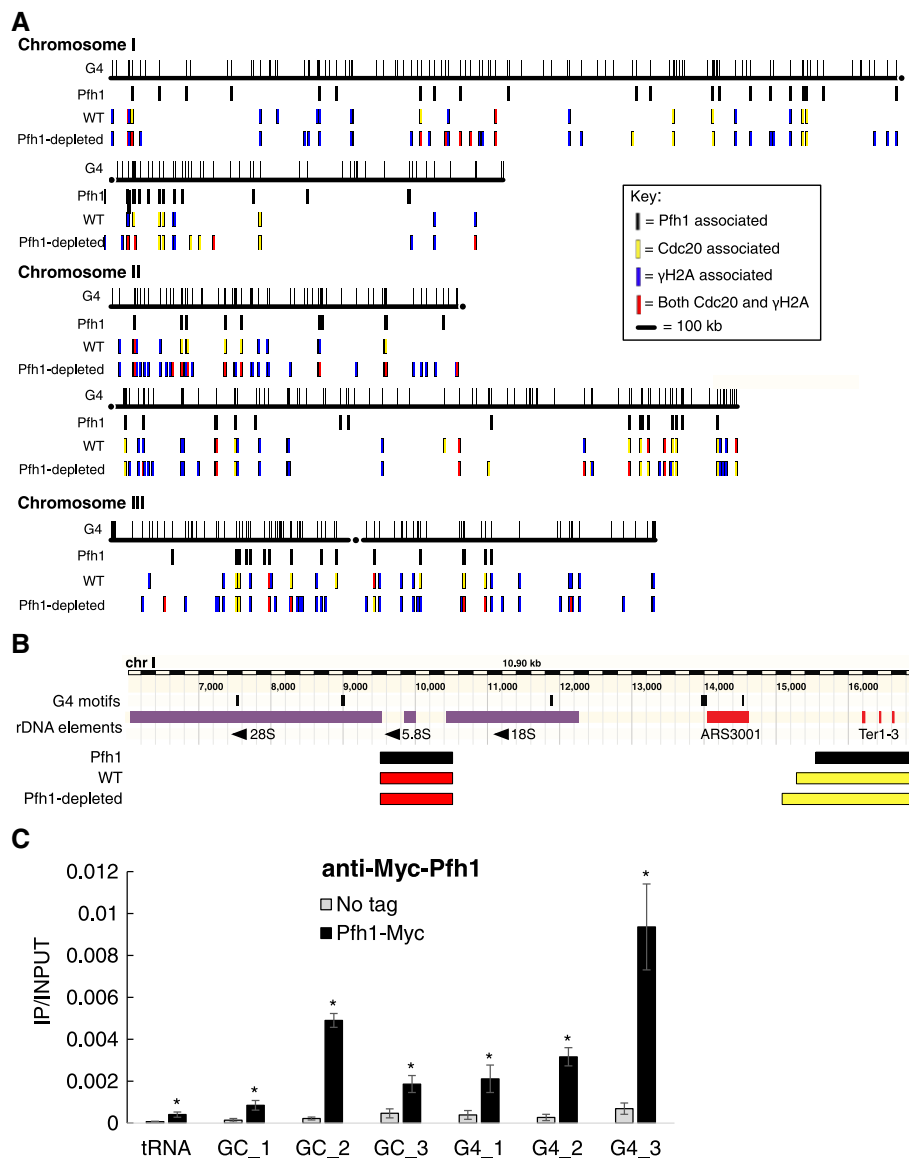 A
Chromosome I
G4
Pfh1
WT
Pfh1-depleted
G4
Pfh1
WT
Pfh1-depleted
Key:
= Pfh1 associated
= Cdc20 associated
= γH2A associated
= Both Cdc20 and γH2A
= 100 kb
Chromosome II
G4
Pfh1
WT
Pfh1-depleted
G4
Pfh1
WT
Pfh1-depleted
Chromosome III
G4
Pfh1
WT
Pfh1-depleted
B
chr I
10.90 kb
7,000 8,000 9,000 10,000 11,000 12,000 13,000 14,000 15,000 16,000
G4 motifs
rDNA elements
28S 5.8S 18S ARS3001 Ter1-3
Pfh1
WT
Pfh1-depleted
C
anti-Myc-Pfh1
No tag
Pfh1-Myc
IP/INPUT
0.012
0.01
0.008
0.006
0.004
0.002
0
* * * * * * *
tRNA GC_1 GC_2 GC_3 G4_1 G4_2 G4_3